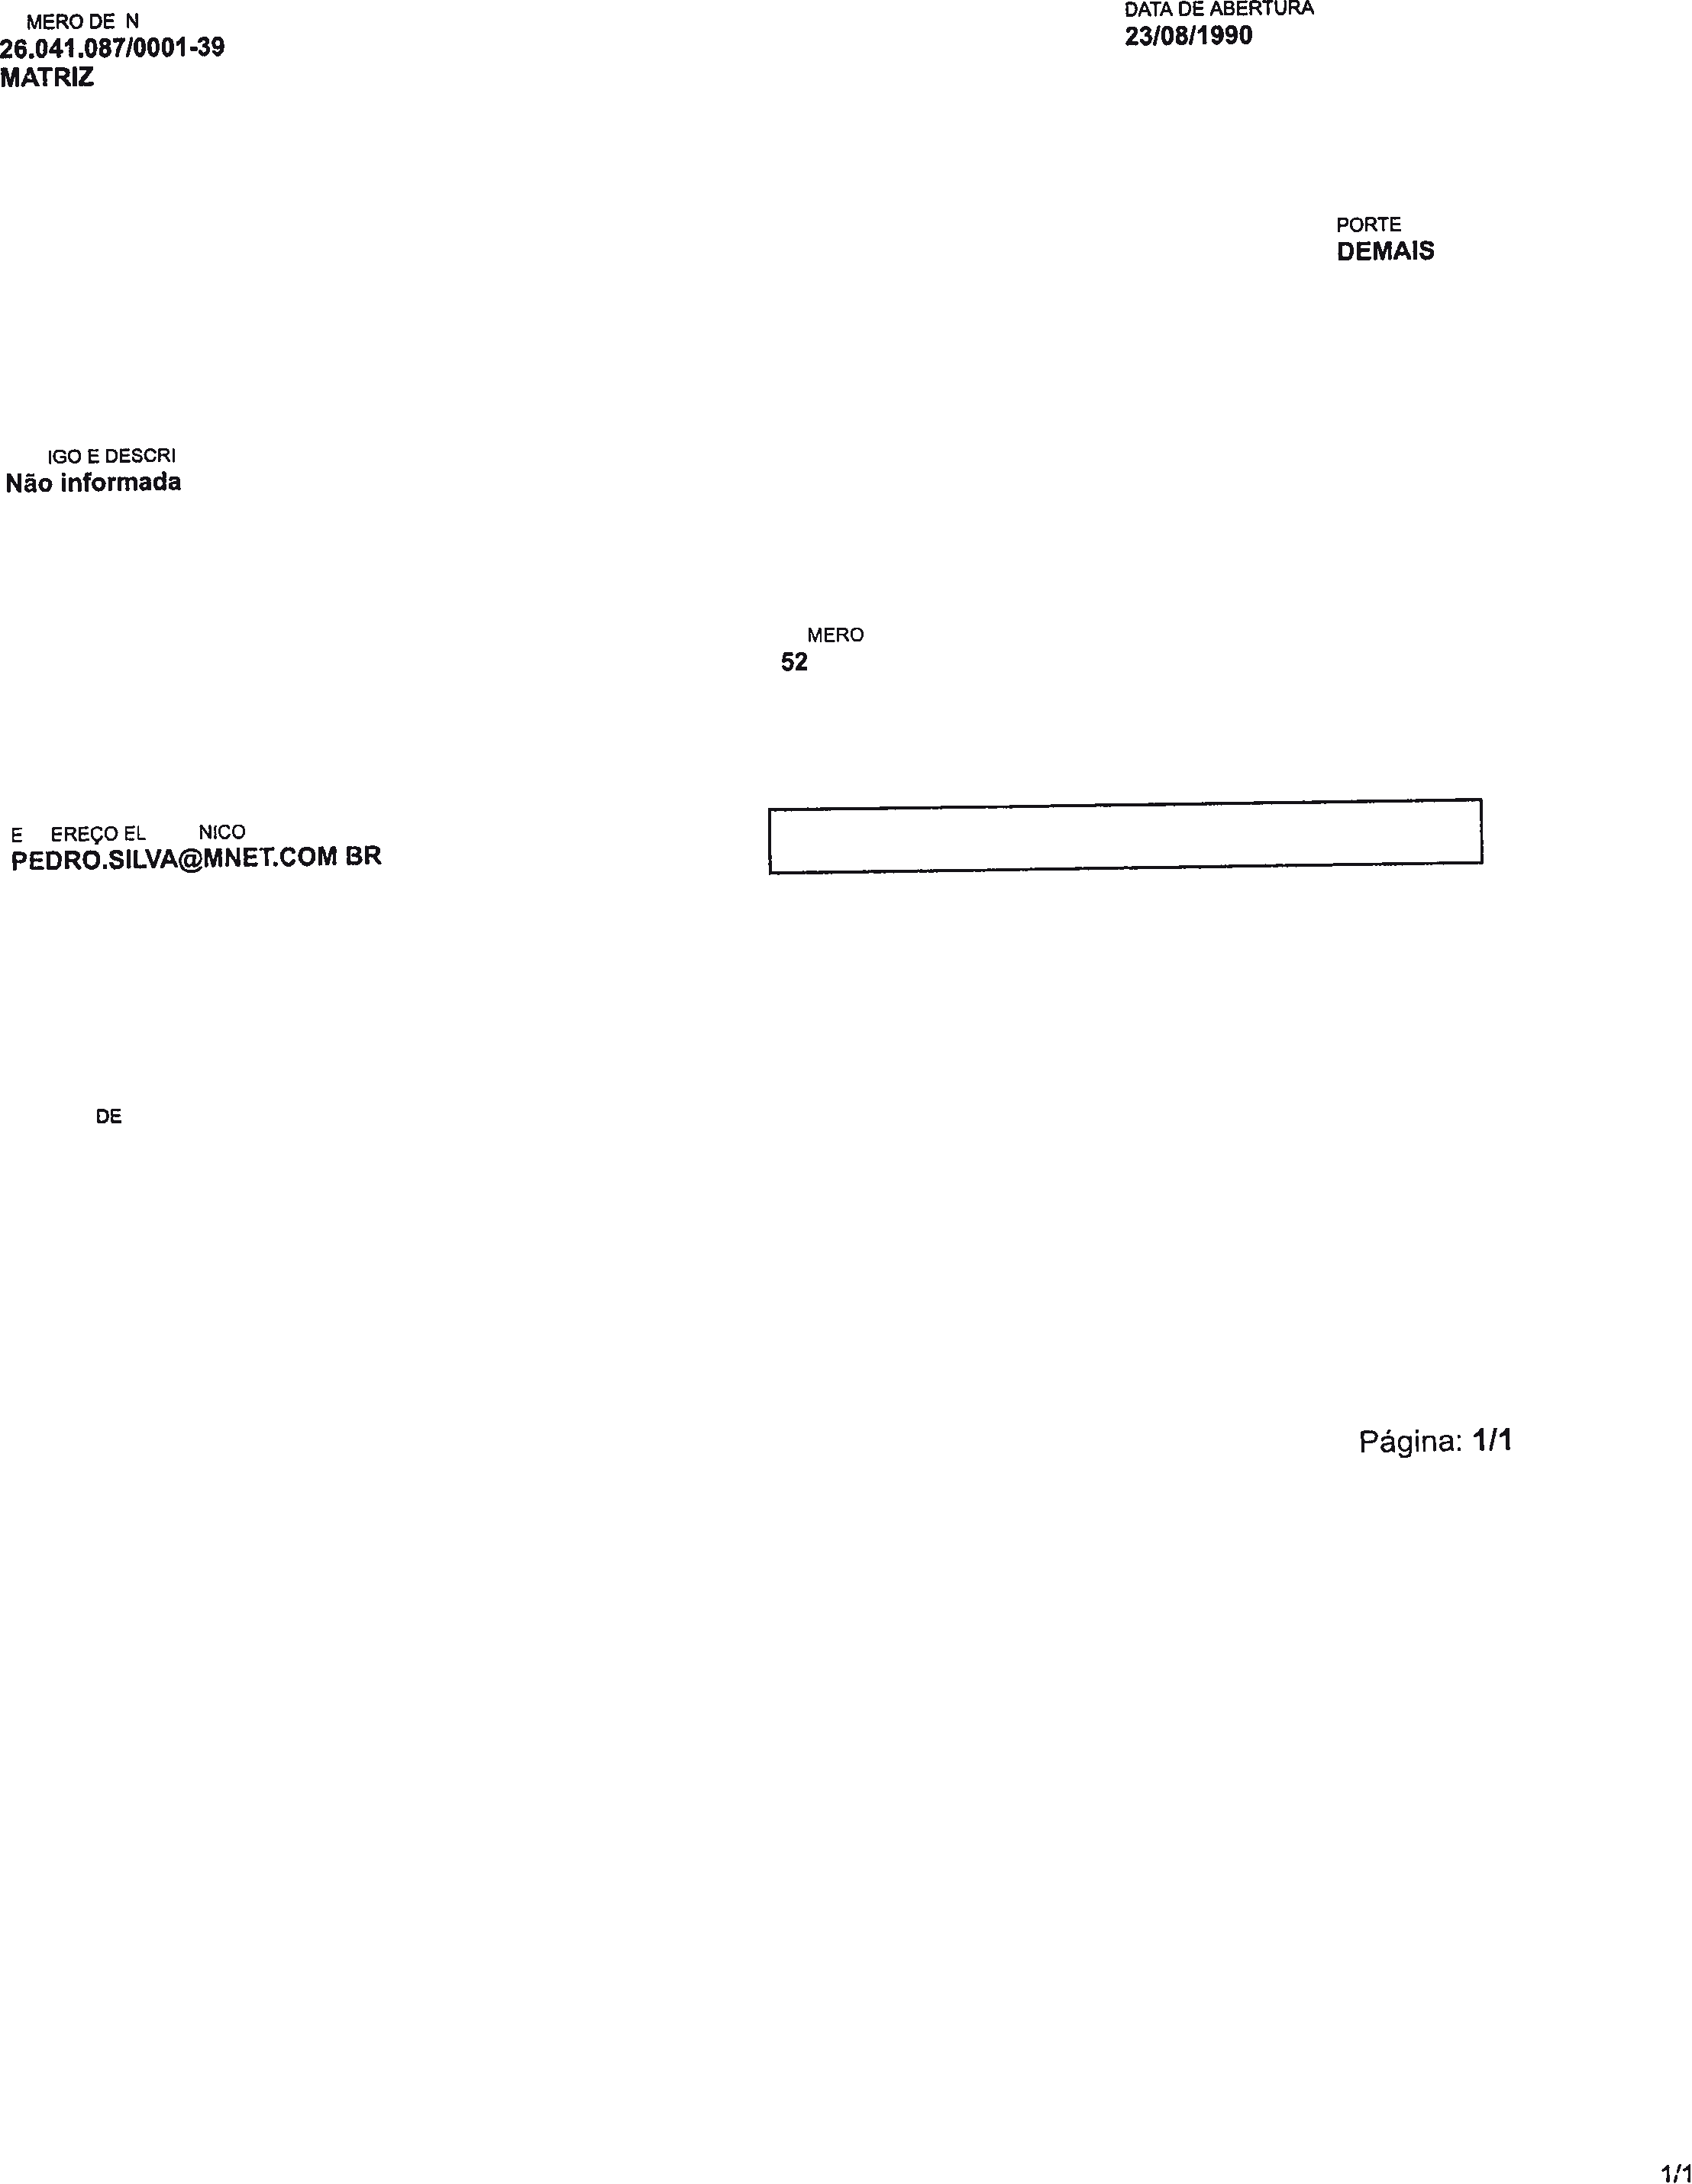 MERO DE N
26.041.087/0001-39
MATRIZ
DATA DE ABERTURA
23/08/1990
PORTE
DEMAIS
IGO E DESCRI
Não informada
MERO
52
E EREÇO EL NICO
PEDRO.SILVA@MNET.COM BR
DE
Página: 1/1
1/1